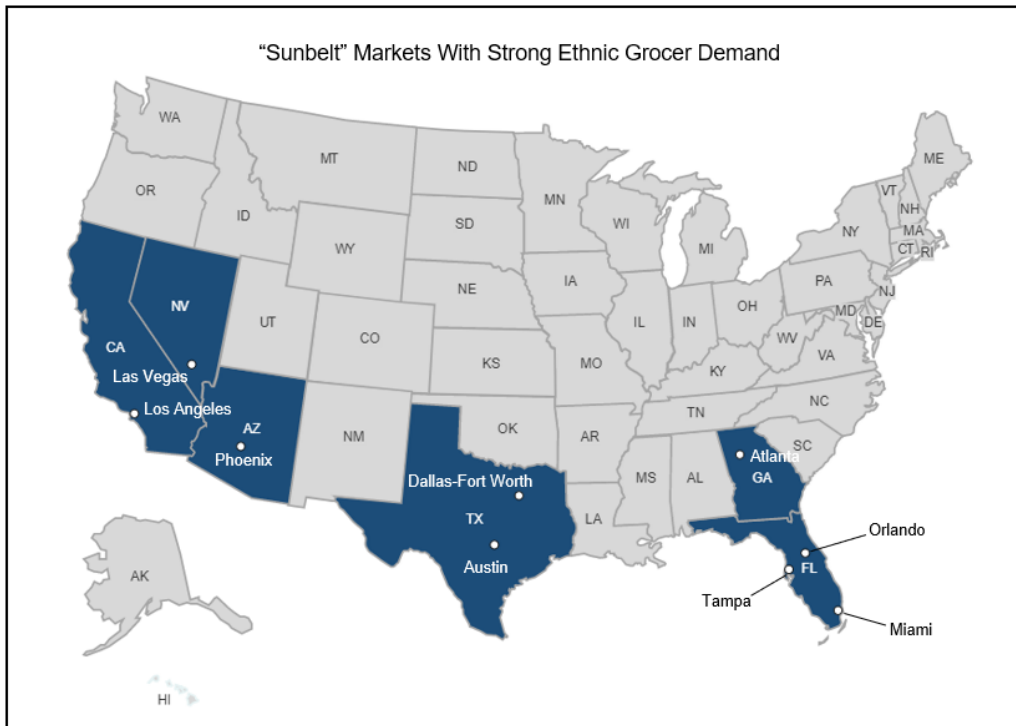 “Sunbelt” Markets With Strong Ethnic Grocer Demand
WA
MT
ND
MN
ME
OR
ID
SD
WI
VT
NH
WY
MI
NY
MA
CT
RI
NE
IA
PA
NJ
NV
UT
CO
IL
IN
OH
MD
DE
CA
KS
MO
WV
VA
Las Vegas
KY
Los Angeles
NC
AZ
NM
OK
AR
TN
SC
Phoenix
Atlanta
Dallas-Fort Worth
MS
AL
GA
TX
LA
Austin
Orlando
FL
AK
Tampa
Miami
HI